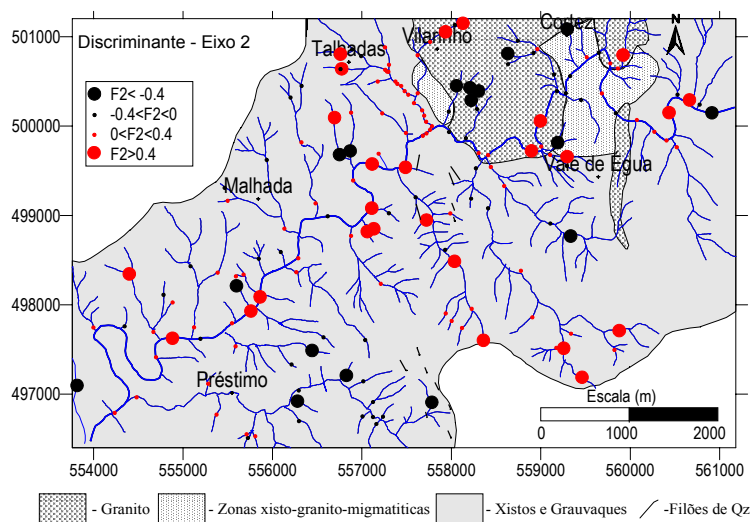 Discriminante - Eixo 2
F2< -0.4
-0.4<F2<0
0<F2<0.4
F2>0.4
Talhadas
Vilarinho
Cortez
N
Vale de Égua
Malhada
Préstimo
Escala (m)
0 1000 2000
501000
500000
499000
498000
497000
554000 555000 556000 557000 558000 559000 560000 561000
- Granito - Zonas xisto-granito-migmatiticas - Xistos e Grauvaques -Filões de Qz